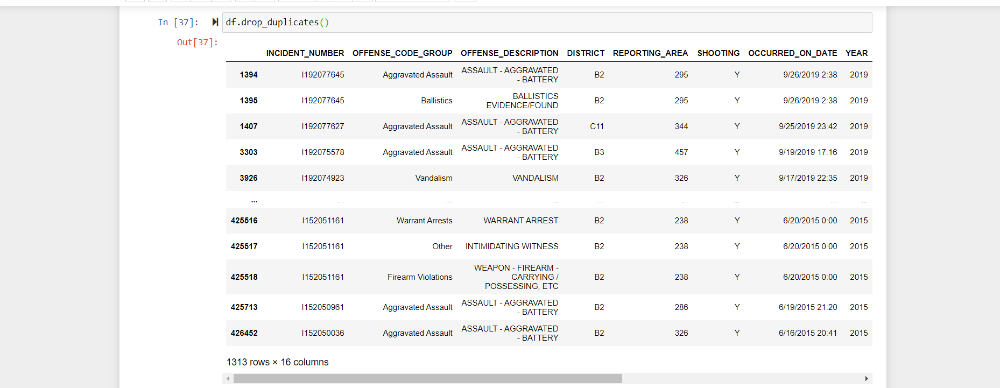 In [37]: df.drop_duplicates()
Out[37]:
INCIDENT_NUMBER OFFENSE_CODE_GROUP OFFENSE_DESCRIPTION DISTRICT REPORTING_AREA SHOOTING OCCURRED_ON_DATE YEAR
1394 I192077645 Aggravated Assault ASSAULT - AGGRAVATED
- BATTERY B2 295 Y 9/26/2019 2:38 2019
1395 I192077645 Ballistics BALLISTICS
EVIDENCE/FOUND B2 295 Y 9/26/2019 2:38 2019
1407 I192077627 Aggravated Assault ASSAULT - AGGRAVATED
- BATTERY C11 344 Y 9/25/2019 23:42 2019
3303 I192075578 Aggravated Assault ASSAULT - AGGRAVATED
- BATTERY B3 457 Y 9/19/2019 17:16 2019
3926 I192074923 Vandalism VANDALISM B2 326 Y 9/17/2019 22:35 2019
... ... ... ... ... ... ... ... ...
425516 I152051161 Warrant Arrests WARRANT ARREST B2 238 Y 6/20/2015 0:00 2015
425517 I152051161 Other INTIMIDATING WITNESS B2 238 Y 6/20/2015 0:00 2015
425518 I152051161 Firearm Violations WEAPON - FIREARM -
CARRYING /
POSSESSING, ETC B2 238 Y 6/20/2015 0:00 2015
425713 I152050961 Aggravated Assault ASSAULT - AGGRAVATED
- BATTERY B2 286 Y 6/19/2015 21:20 2015
426452 I152050036 Aggravated Assault ASSAULT - AGGRAVATED
- BATTERY B2 326 Y 6/16/2015 20:41 2015
1313 rows × 16 columns